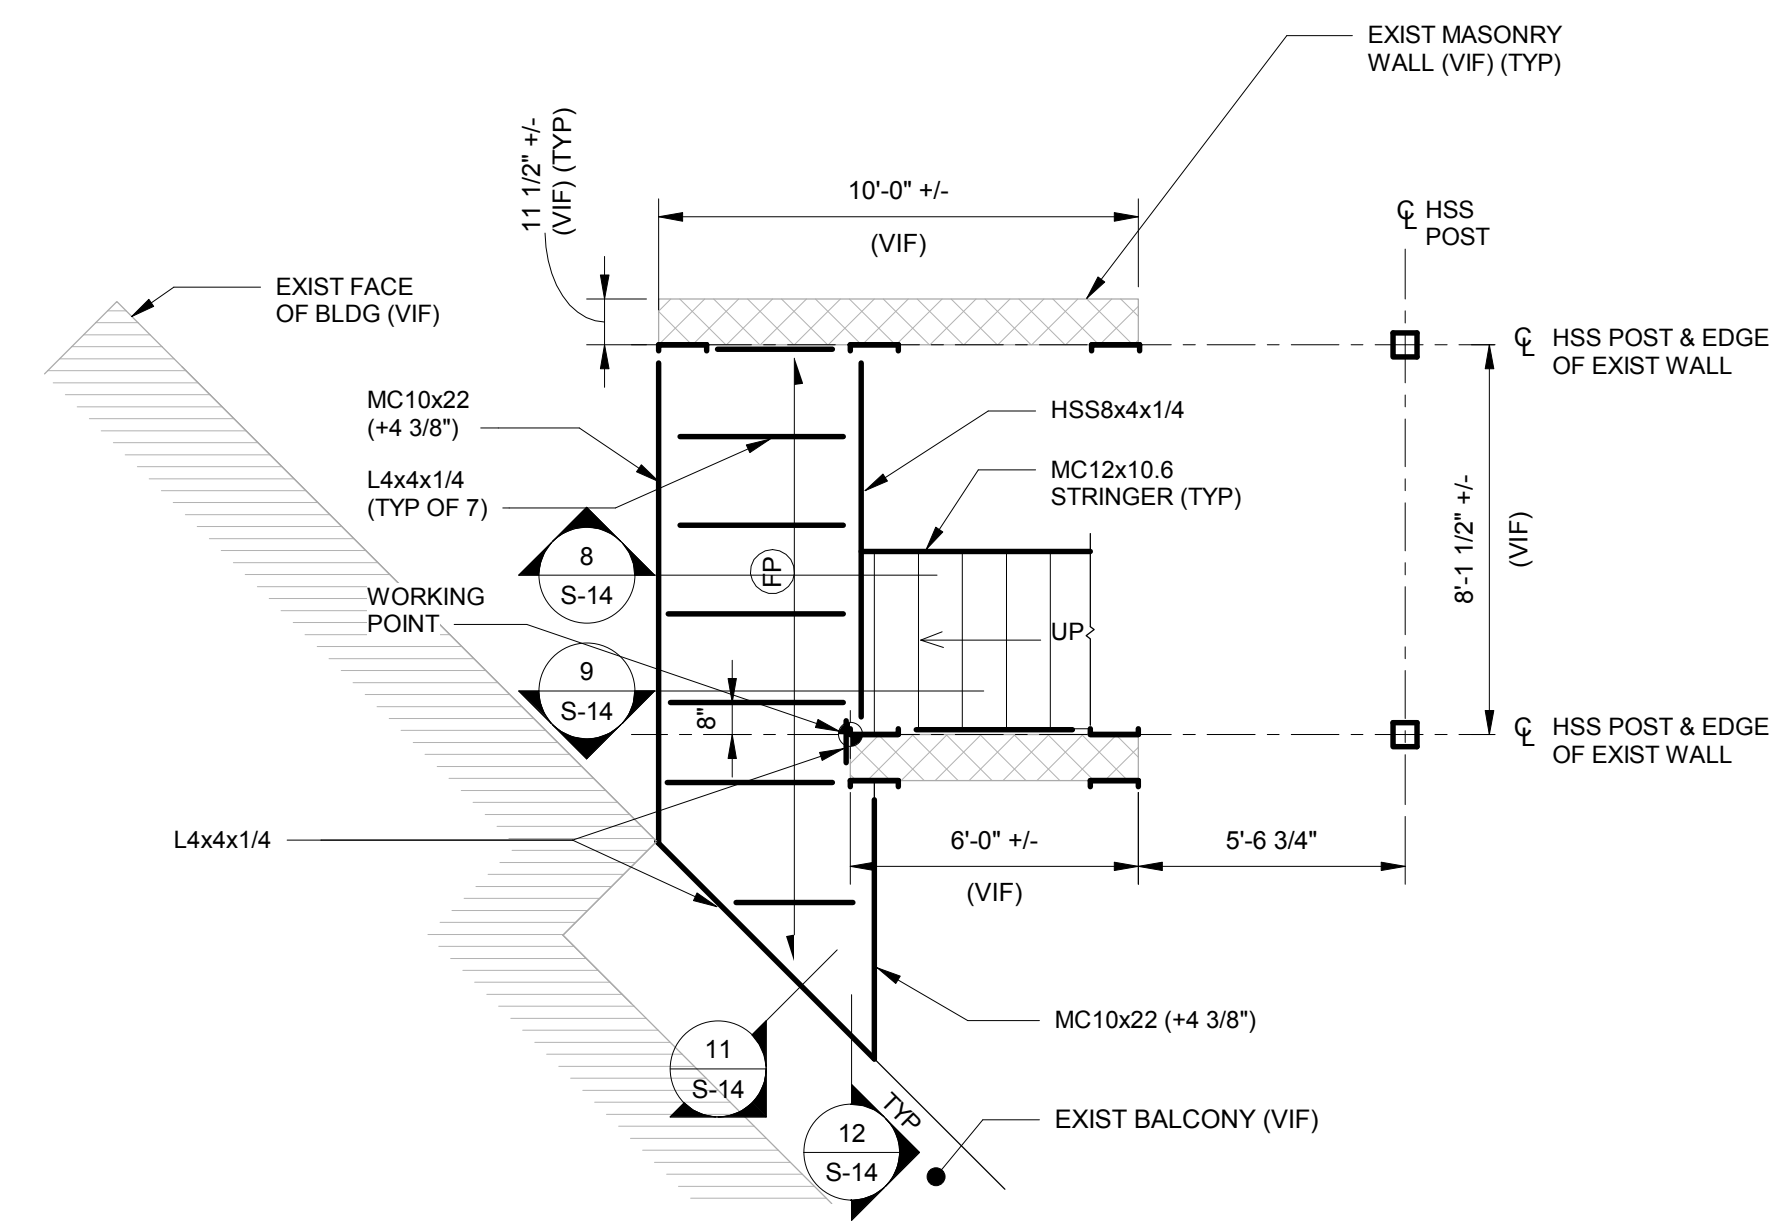 EXIST MASONRY
WALL (VIF) (TYP)
11 1/2" +/-
(VIF) (TYP)
10'-0" +/-
(VIF)
℄ HSS
POST
EXIST FACE
OF BLDG (VIF)
℄ HSS POST & EDGE
OF EXIST WALL
MC10x22
(+4 3/8")
HSS8x4x1/4
L4x4x1/4
(TYP OF 7)
MC12x10.6
STRINGER (TYP)
8'-1 1/2" +/-
(VIF)
8
S-14
FP
WORKING
POINT
UP
9
S-14
8"
℄ HSS POST & EDGE
OF EXIST WALL
L4x4x1/4
6'-0" +/-
(VIF)
5'-6 3/4"
MC10x22 (+4 3/8")
11
S-14
TYP
12
S-14
EXIST BALCONY (VIF)